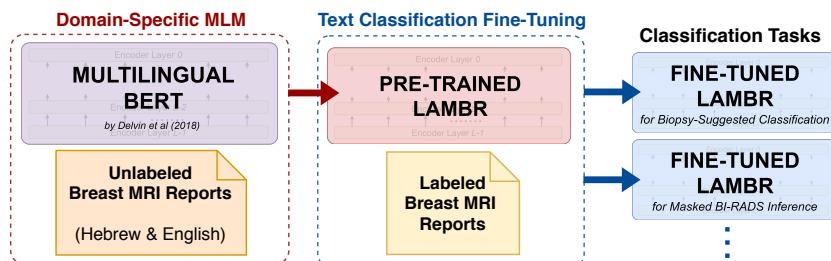 Domain-Specific MLM
Encoder Layer 0
MULTILINGUAL
BERT
by Delvin et al (2018)
Unlabeled
Breast MRI Reports
(Hebrew & English)
Text Classification Fine-Tuning
Encoder Layer 0
PRE-TRAINED
LAMBR
Encoder Layer L-1
Labeled
Breast MRI
Reports
Classification Tasks
FINE-TUNED
LAMBR
for Biopsy-Suggested Classification
FINE-TUNED
LAMBR
for Masked BI-RADS Inference